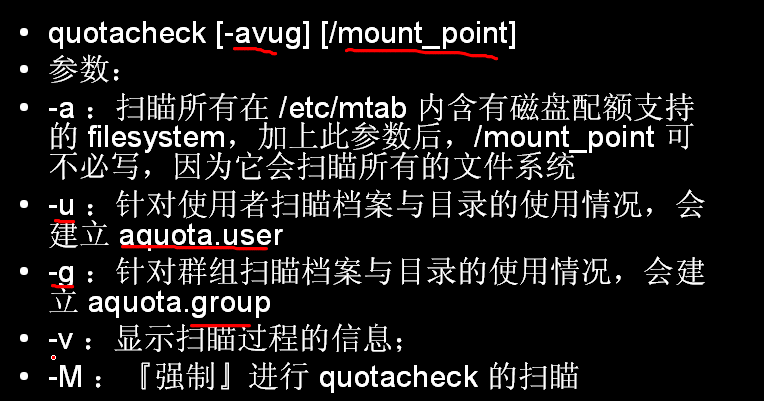 • quotacheck [-avug] [/mount_point]
• 参数：
• -a ：扫瞄所有在 /etc/mtab 内含有磁盘配额支持
的 filesystem，加上此参数后，/mount_point 可
不必写，因为它会扫瞄所有的文件系统
• -u ：针对使用者扫瞄档案与目录的使用情况，会
建立 aquota.user
• -g ：针对群组扫瞄档案与目录的使用情况，会建
立 aquota.group
• -v ：显示扫瞄过程的信息；
• -M ：『强制』进行 quotacheck 的扫瞄